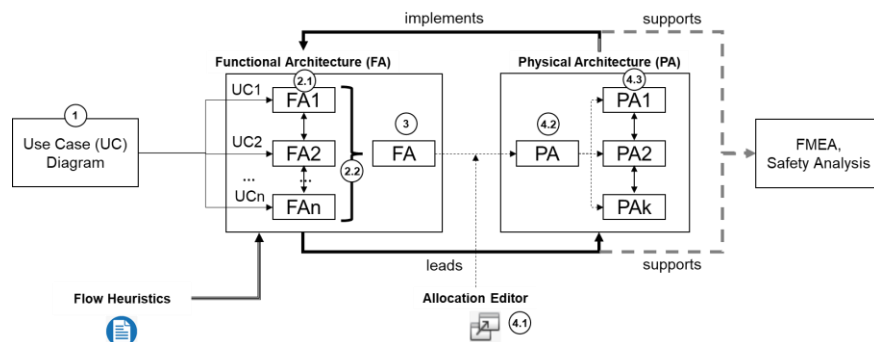 implements
supports
Functional Architecture (FA)
Physical Architecture (PA)
1
Use Case (UC)
Diagram
UC1
UC2
...
UCn
2.1
FA1
FA2
...
FAn
2.2
3
FA
4.2
PA
4.3
PA1
PA2
PAk
FMEA,
Safety Analysis
leads
supports
Flow Heuristics
Allocation Editor
4.1